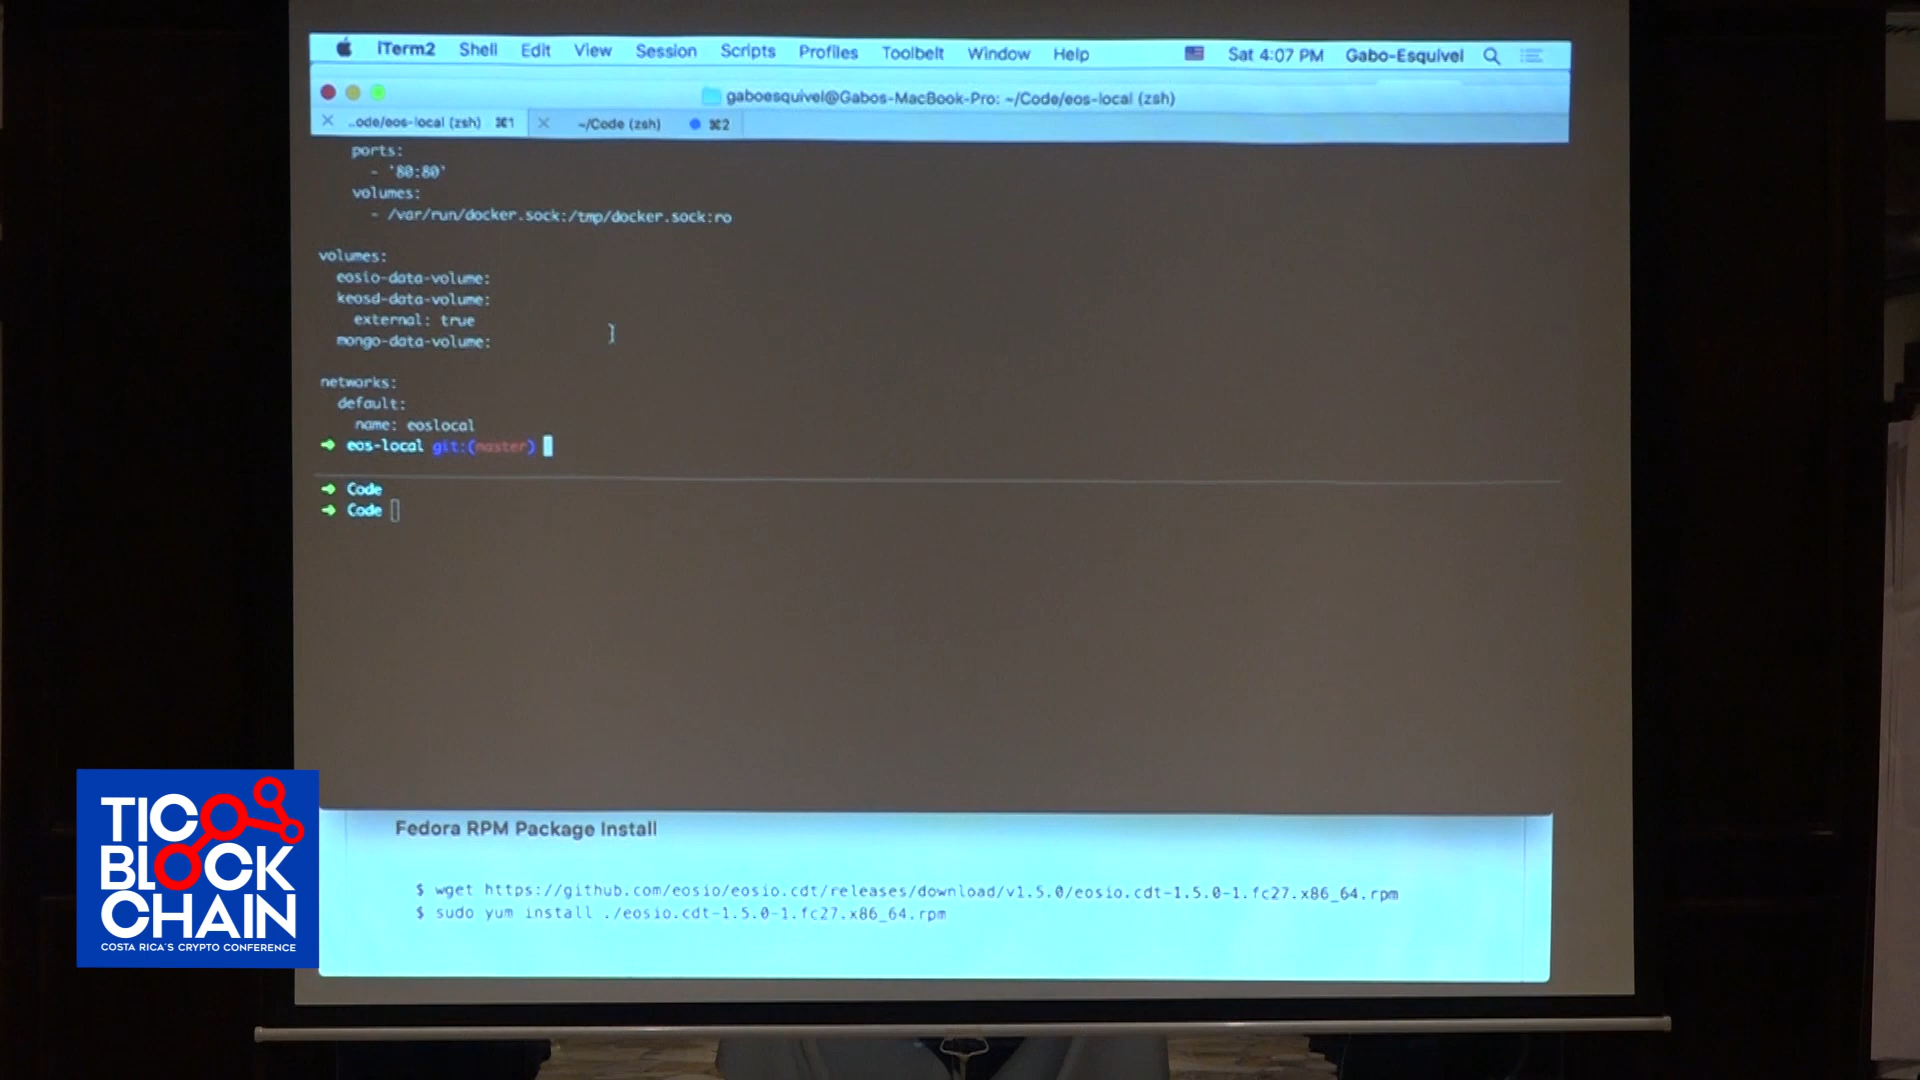 iTerm2 Shell Edit View Session Scripts Profiles Toolbelt Window Help Sat 4:07 PM Gabo-Esquivel
gaboesquivel@Gabos-MacBook-Pro: ~/Code/eos-local (zsh)
..ode/eos-local (zsh) ⌘1 ~/Code (zsh) ⌘2
ports:
- '80:80'
volumes:
- /var/run/docker.sock:/tmp/docker.sock:ro
volumes:
eosio-data-volume:
keosd-data-volume:
external: true
mongo-data-volume:
networks:
default:
name: eoslocal
➜ eos-local git:(master)
➜ Code
➜ Code
Fedora RPM Package Install
$ wget https://github.com/eosio/eosio.cdt/releases/download/v1.5.0/eosio.cdt-1.5.0-1.fc27.x86_64.rpm
$ sudo yum install ./eosio.cdt-1.5.0-1.fc27.x86_64.rpm
TICO
BLOCK
CHAIN
COSTA RICA'S CRYPTO CONFERENCE